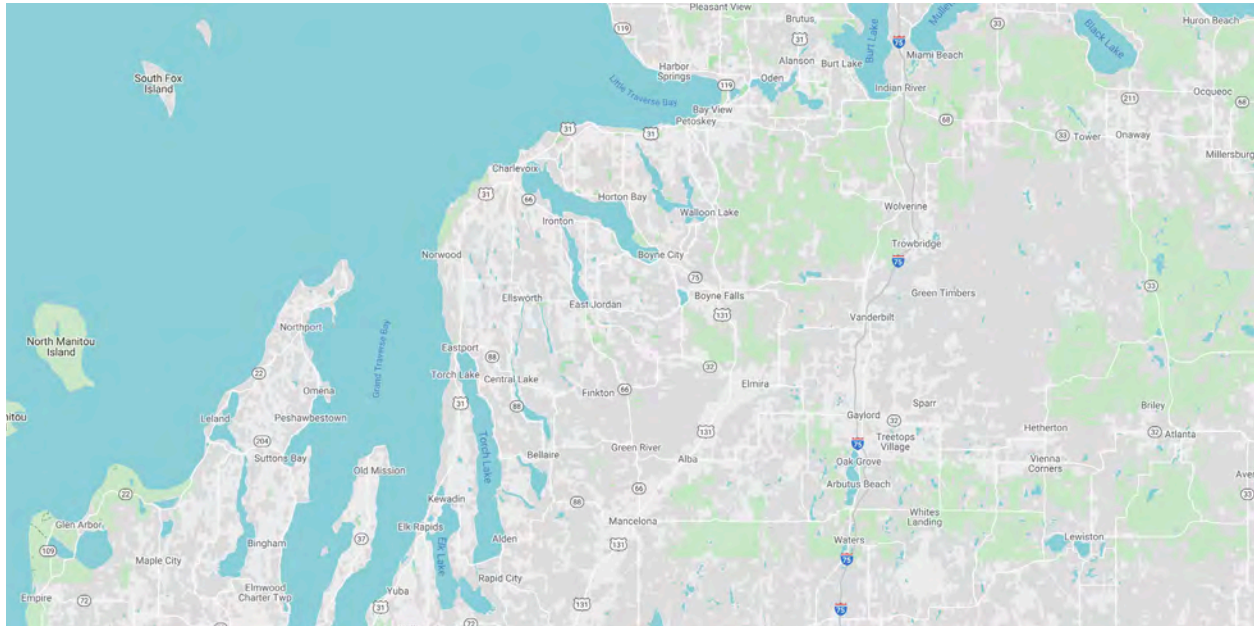 Pleasant View
Brutus
Huron Beach
119
31
33
Burt Lake
75
Mullet
Black Lake
South Fox
Island
Harbor
Springs
Alanson
Burt Lake
Miami Beach
Oden
Little Traverse Bay
119
Indian River
Ocqueoc
211
68
Bay View
Petoskey
31
31
68
33
Tower
Onaway
Millersburg
Charlevoix
31
66
Horton Bay
Ironton
Walloon Lake
Wolverine
Trowbridge
Norwood
Boyne City
75
75
33
Ellsworth
East Jordan
Boyne Falls
131
Green Timbers
Northport
Vanderbilt
North Manitou
Island
Grand Traverse Bay
Eastport
88
32
22
Torch Lake
Central Lake
Omena
31
88
Finkton
66
Elmira
Leland
Peshawbestown
Gaylord
32
Sparr
Briley
nitou
204
Torch Lake
131
Treetops
Village
Hetherton
32
Atlanta
Suttons Bay
Bellaire
Green River
75
Old Mission
Alba
Oak Grove
Vienna
Corners
22
Kewadin
66
Arbutus Beach
Ave
33
Glen Arbor
Elk Rapids
88
Mancelona
Whites
Landing
109
Maple City
Bingham
37
Elk Lake
Alden
131
Waters
75
Lewiston
Empire
72
Elmwood
Charter Twp
Yuba
31
Rapid City
131
75
72